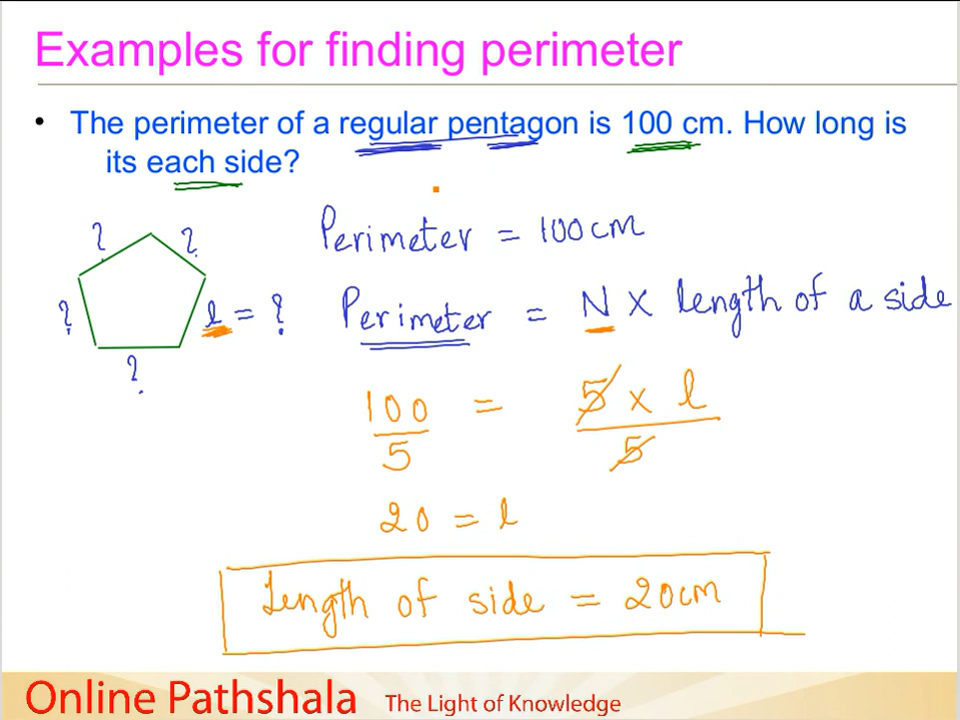 Examples for finding perimeter
• The perimeter of a regular pentagon is 100 cm. How long is
its each side?
? ?
Perimeter = 100cm
? l = ?
Perimeter = N × length of a side
?
100/5 = 5 × l/5
20 = l
Length of side = 20cm
Online Pathshala The Light of Knowledge